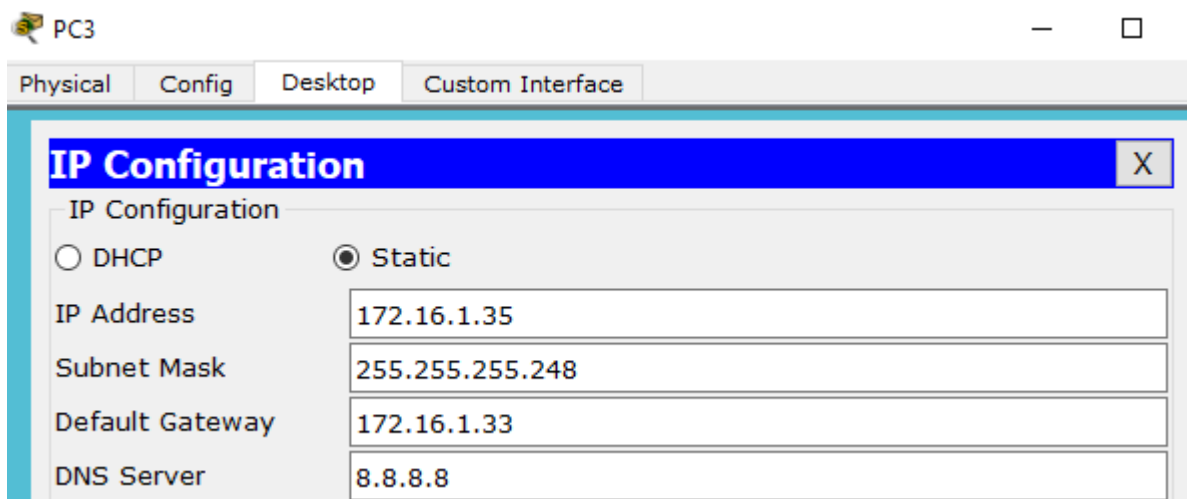 PC3
Physical Config Desktop Custom Interface
IP Configuration X
IP Configuration
DHCP Static
IP Address 172.16.1.35
Subnet Mask 255.255.255.248
Default Gateway 172.16.1.33
DNS Server 8.8.8.8